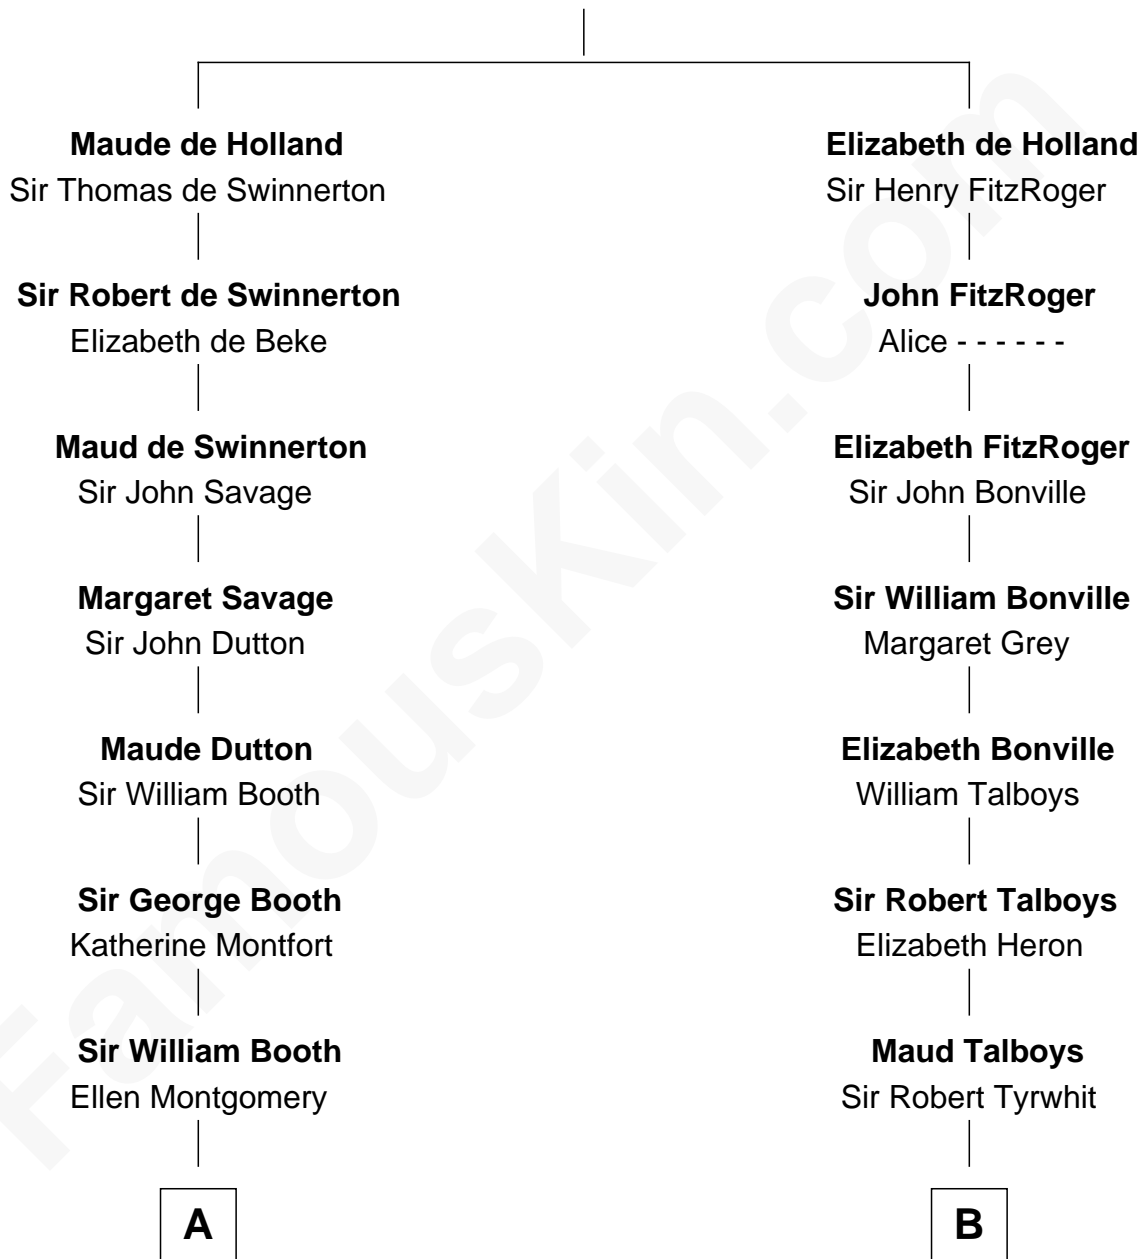 Maude de Holland
Sir Thomas de Swinnerton
Sir Robert de Swinnerton
Elizabeth de Beke
Maud de Swinnerton
Sir John Savage
Margaret Savage
Sir John Dutton
Maude Dutton
Sir William Booth
Sir George Booth
Katherine Montfort
Sir William Booth
Ellen Montgomery
A
Elizabeth de Holland
Sir Henry FitzRoger
John FitzRoger
Alice - - - - - -
Elizabeth FitzRoger
Sir John Bonville
Sir William Bonville
Margaret Grey
Elizabeth Bonville
William Talboys
Sir Robert Talboys
Elizabeth Heron
Maud Talboys
Sir Robert Tyrwhit
B
FamousKin.com